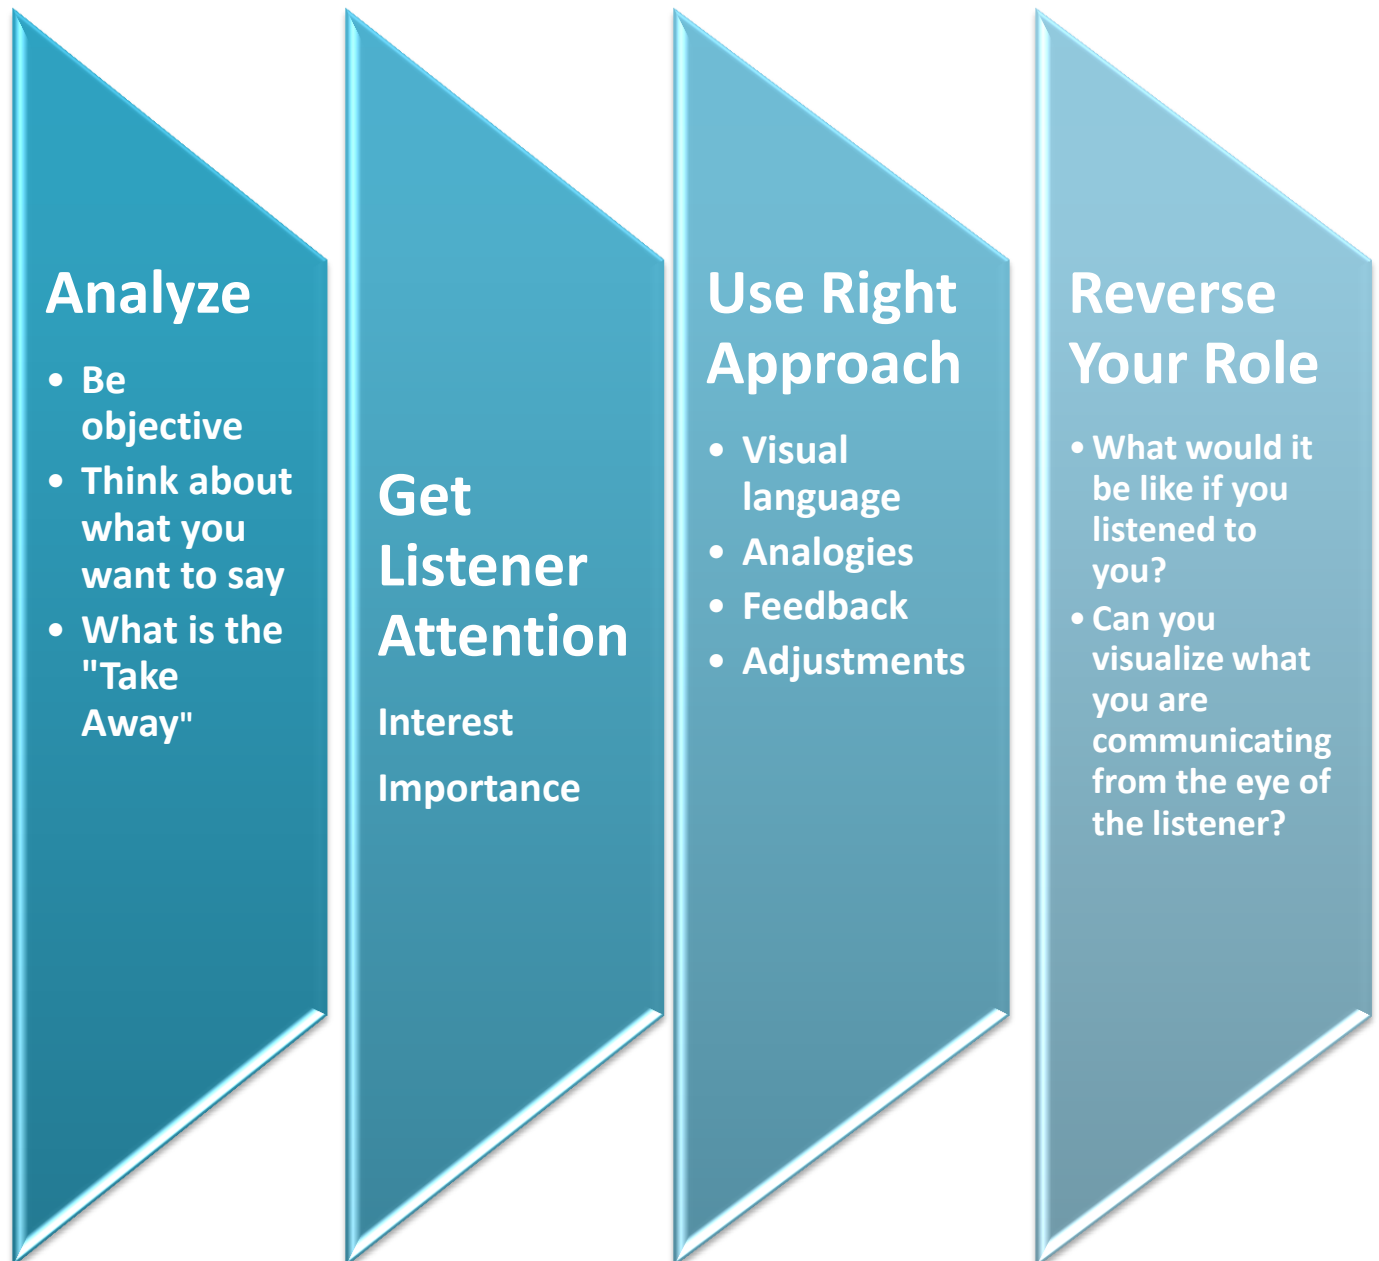 Analyze
• Be
objective
• Think about
what you
want to say
• What is the
"Take
Away"
Get
Listener
Attention
Interest
Importance
Use Right
Approach
• Visual
language
• Analogies
• Feedback
• Adjustments
Reverse
Your Role
• What would it
be like if you
listened to
you?
• Can you
visualize what
you are
communicating
from the eye of
the listener?